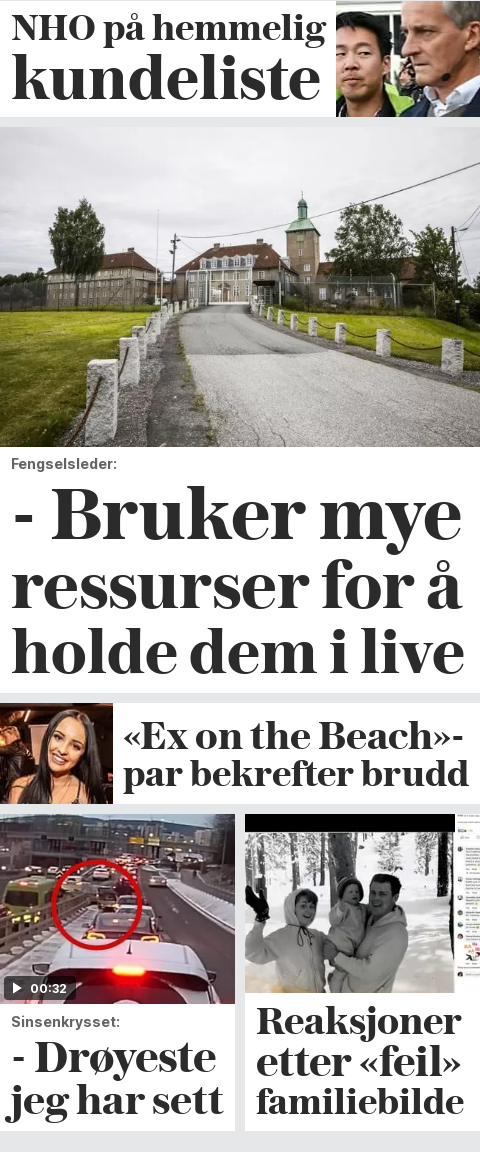 NHO på hemmelig
kundeliste
Fengselsleder:
- Bruker mye
ressurser for å
holde dem i live
«Ex on the Beach»-
par bekrefter brudd
00:32
Sinsenkrysset:
- Drøyeste
jeg har sett
Reaksjoner
etter «feil»
familiebilde